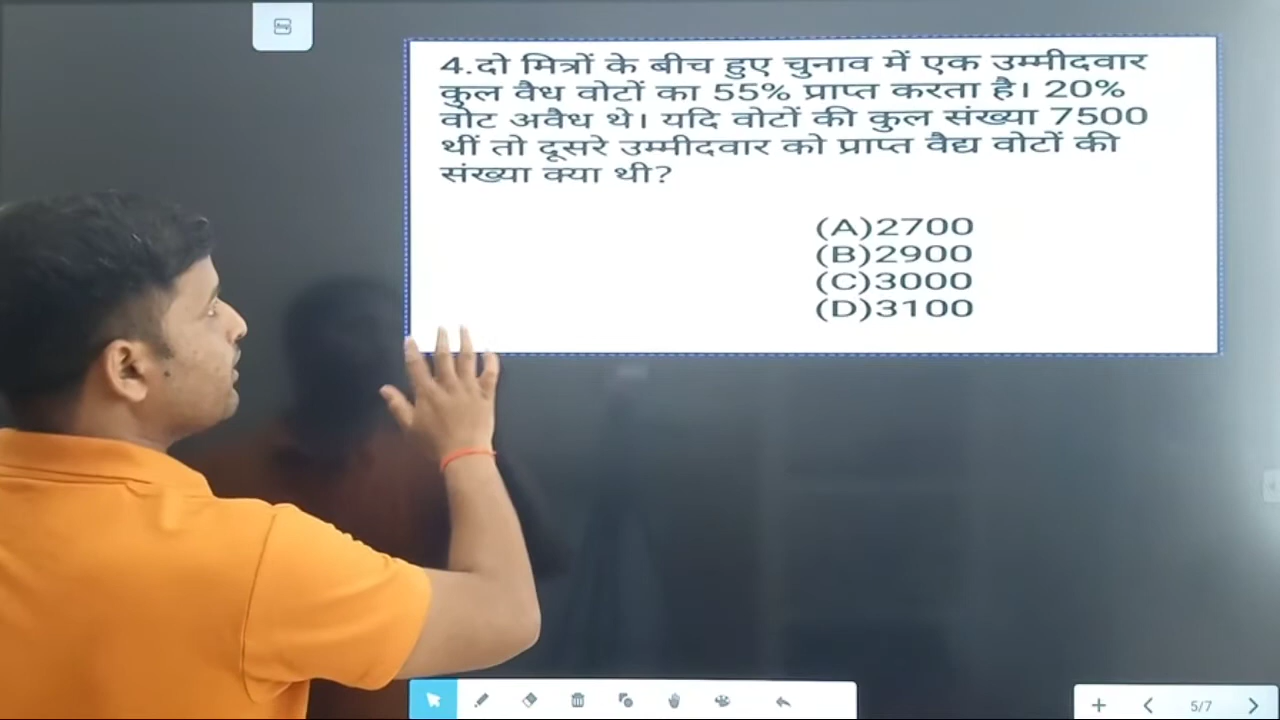 4.दो मित्रों के बीच हुए चुनाव में एक उम्मीदवार
कुल वैध वोटों का 55% प्राप्त करता है। 20%
वोट अवैध थे। यदि वोटों की कुल संख्या 7500
थीं तो दूसरे उम्मीदवार को प्राप्त वैद्य वोटों की
संख्या क्या थी?
(A)2700
(B)2900
(C)3000
(D)3100
5/7